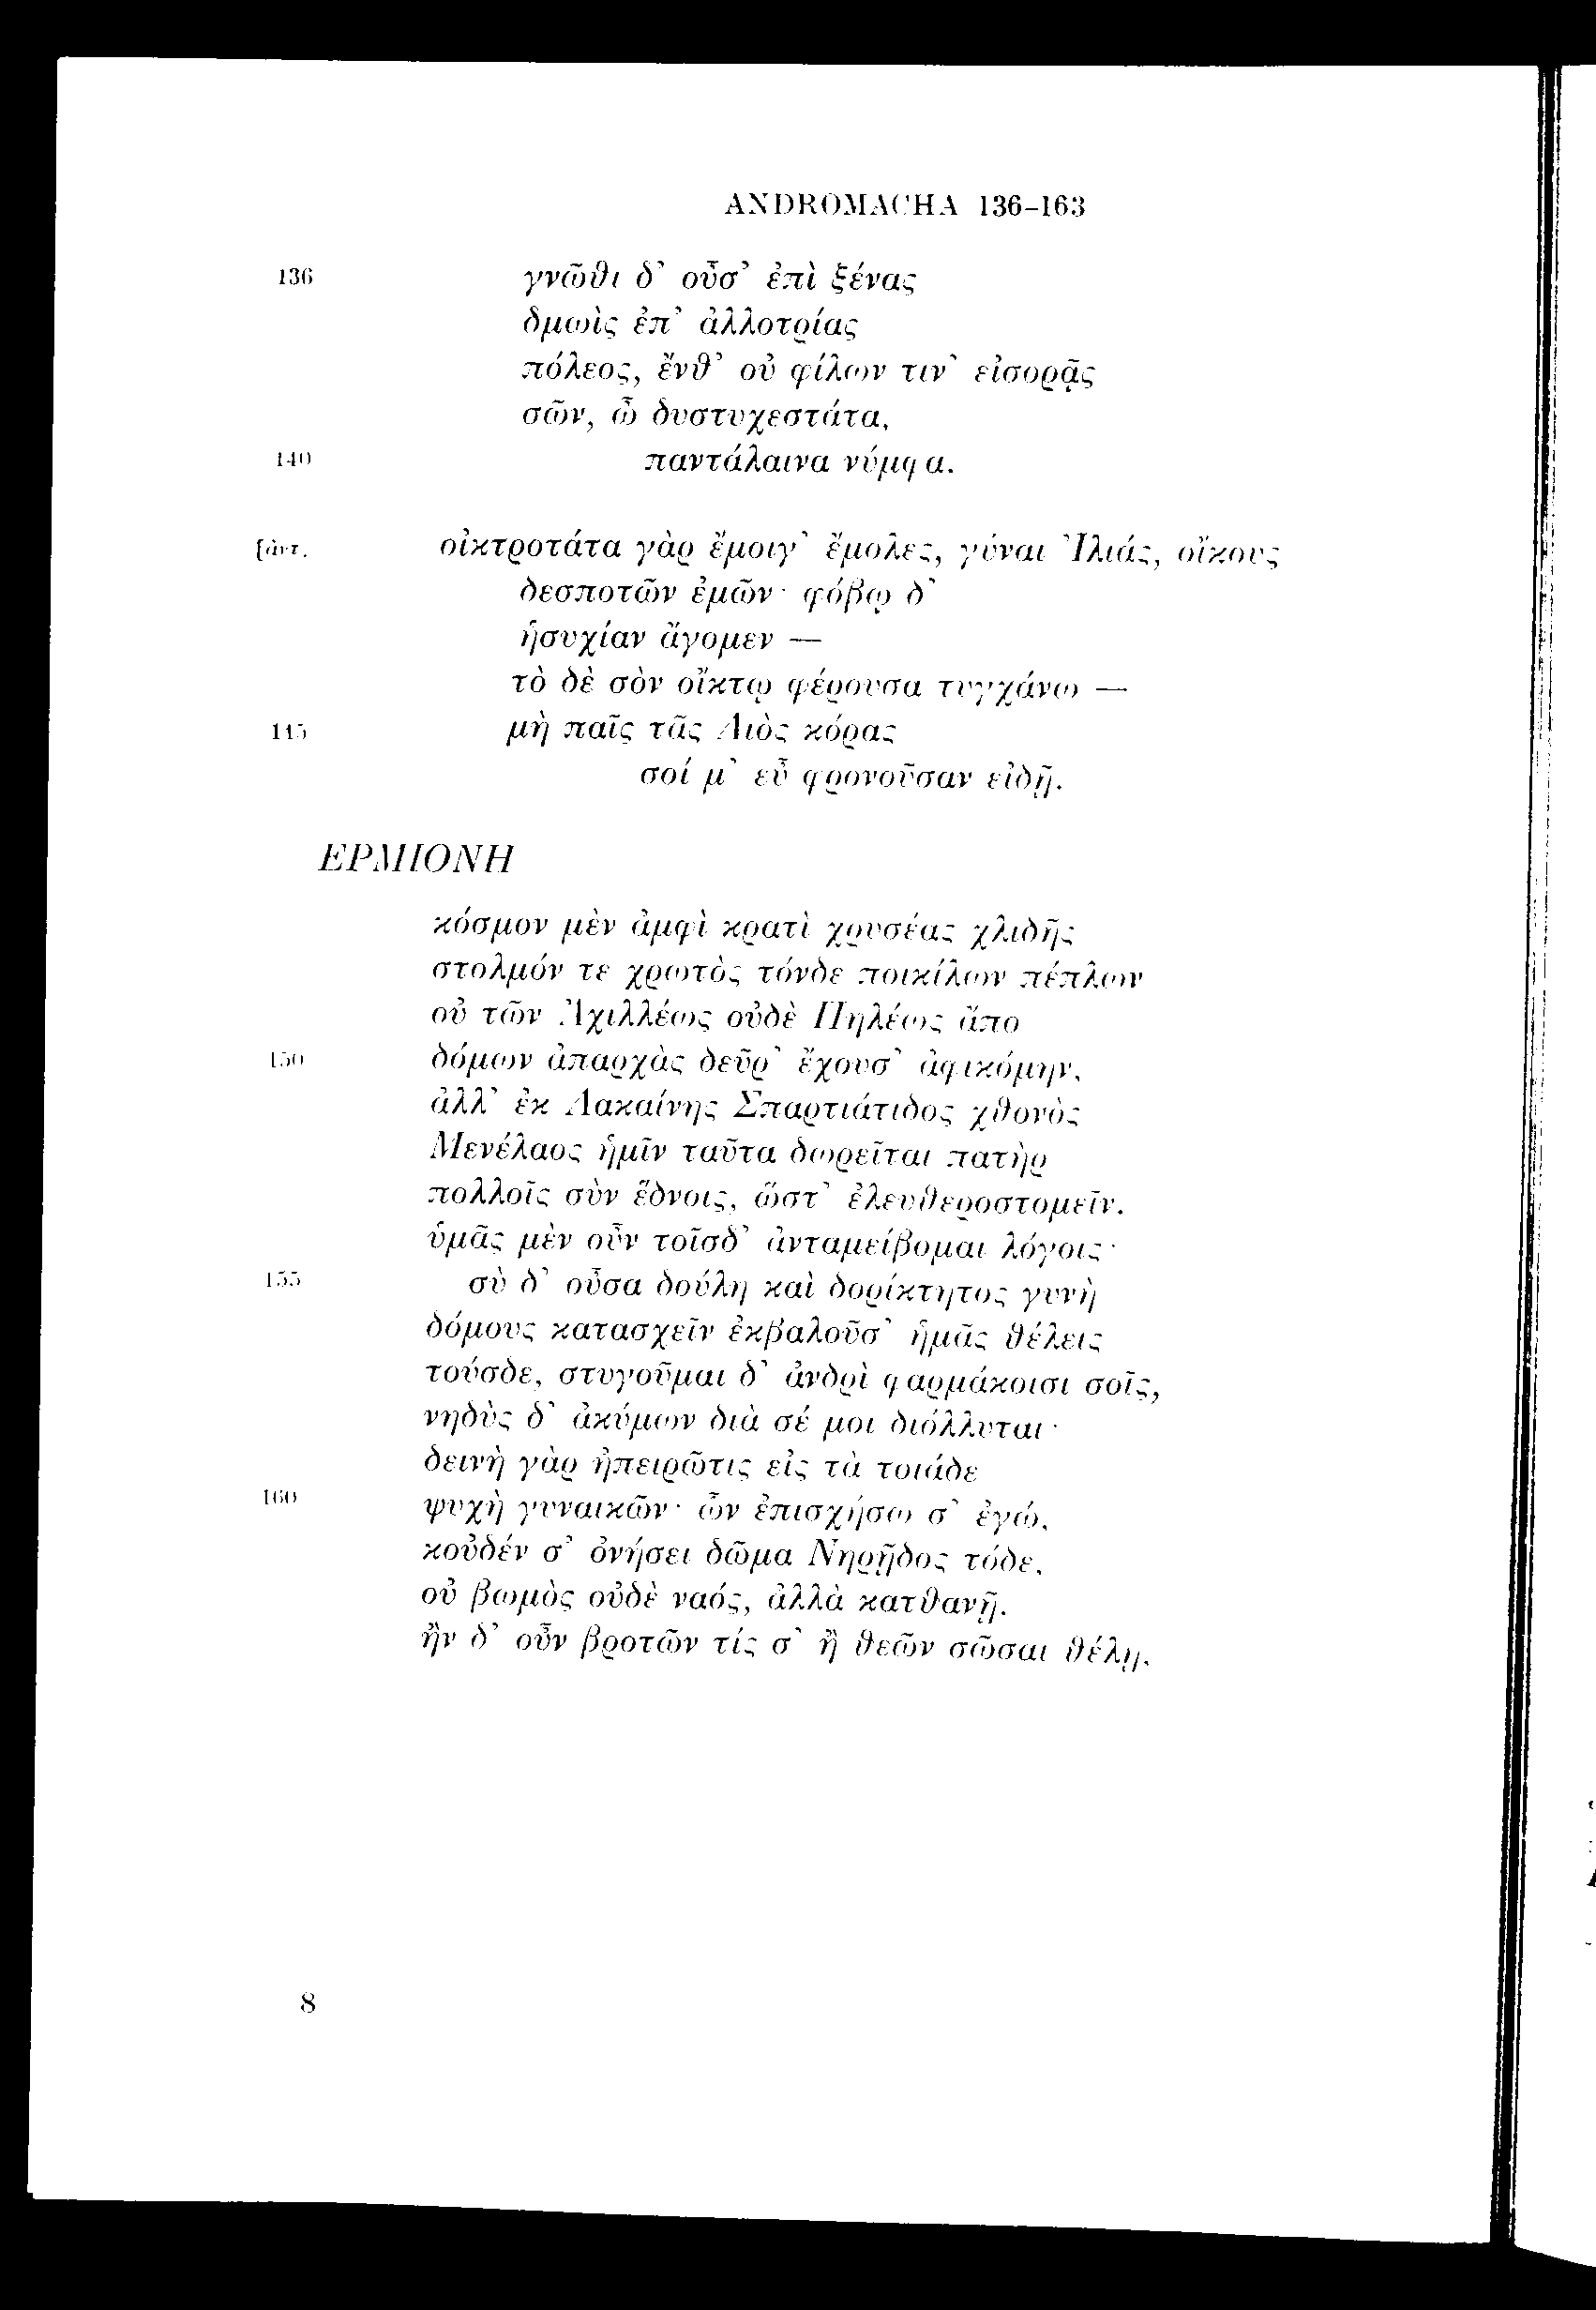 ANDROMACHA 136-163
136 γνῶθι δ' οὖσ' ἐπὶ ξένας
δμωὶς ἐπ' ἀλλοτρίας
πόλεος, ἔνθ' οὐ φίλων τιν' εἰσορᾷς
σῶν, ὦ δυστυχεστάτα,
140 παντάλαινα νύμφα.
[ἀντ. οἰκτροτάτα γὰρ ἔμοιγ' ἔμολες, γύναι Ἰλιάς, οἴκους
δεσποτῶν ἐμῶν· φόβῳ δ'
ἡσυχίαν ἄγομεν —
τὸ δὲ σὸν οἴκτῳ φέρουσα τυγχάνω —
145 μὴ παῖς τᾶς Διὸς κόρας
σοί μ' εὖ φρονοῦσαν εἰδῇ.
ΕΡΜΙΟΝΗ
κόσμον μὲν ἀμφὶ κρατὶ χρυσέας χλιδῆς
στολμόν τε χρωτὸς τόνδε ποικίλων πέπλων
οὐ τῶν Ἀχιλλέως οὐδὲ Πηλέως ἄπο
150 δόμων ἀπαρχὰς δεῦρ' ἔχουσ' ἀφικόμην,
ἀλλ' ἐκ Λακαίνης Σπαρτιάτιδος χθονὸς
Μενέλαος ἡμῖν ταῦτα δωρεῖται πατὴρ
πολλοῖς σὺν ἕδνοις, ὥστ' ἐλευθεροστομεῖν.
ὑμᾶς μὲν οὖν τοῖσδ' ἀνταμείβομαι λόγοις·
155 σὺ δ' οὖσα δούλη καὶ δορίκτητος γυνὴ
δόμους κατασχεῖν ἐκβαλοῦσ' ἡμᾶς θέλεις
τούσδε, στυγοῦμαι δ' ἀνδρὶ φαρμάκοισι σοῖς,
νηδὺς δ' ἀκύμων διὰ σέ μοι διόλλυται·
δεινὴ γὰρ ἠπειρῶτις εἰς τὰ τοιάδε
160 ψυχὴ γυναικῶν· ὧν ἐπισχήσω σ' ἐγώ,
κοὐδέν σ' ὀνήσει δῶμα Νηρῇδος τόδε,
οὐ βωμὸς οὐδὲ ναός, ἀλλὰ κατθανῇ.
ἢν δ' οὖν βροτῶν τίς σ' ἢ θεῶν σῶσαι θέλῃ,
8